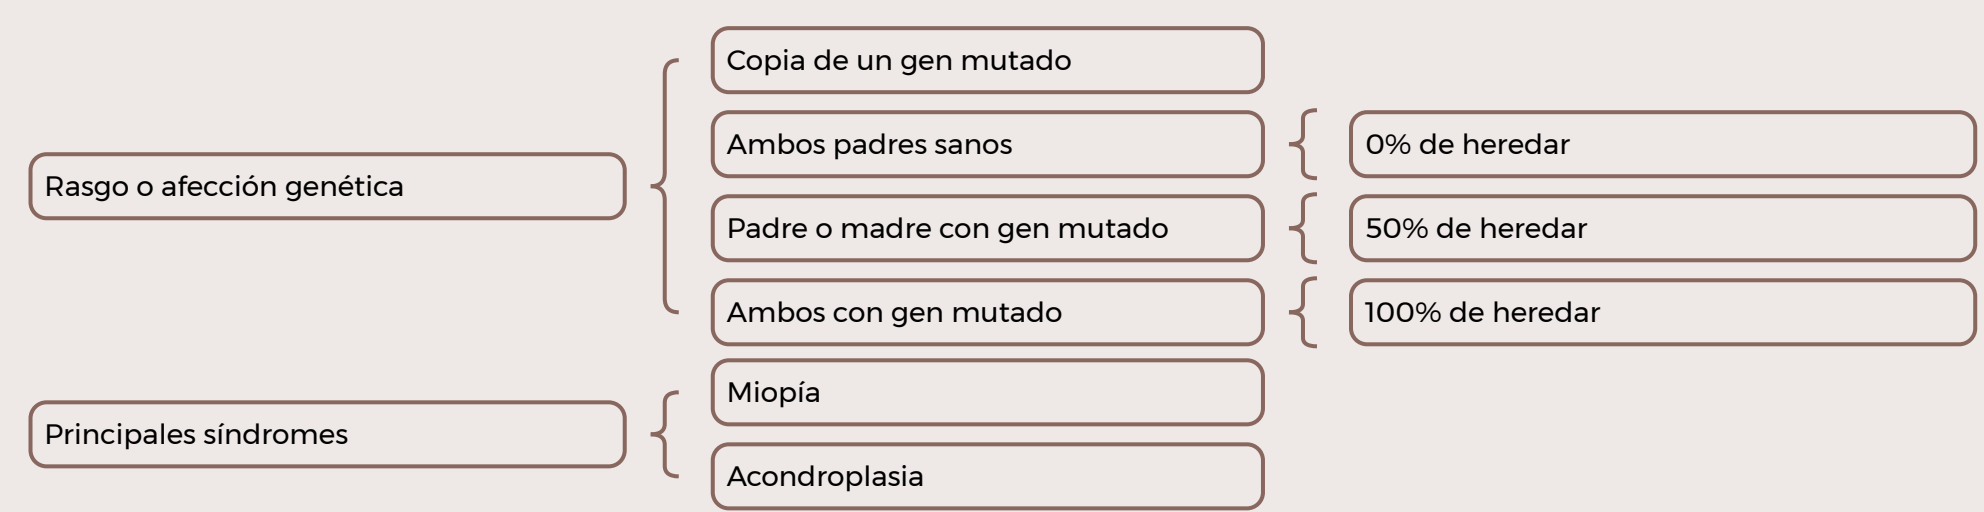 Rasgo o afección genética
Copia de un gen mutado
Ambos padres sanos
0% de heredar
Padre o madre con gen mutado
50% de heredar
Ambos con gen mutado
100% de heredar
Principales síndromes
Miopía
Acondroplasia